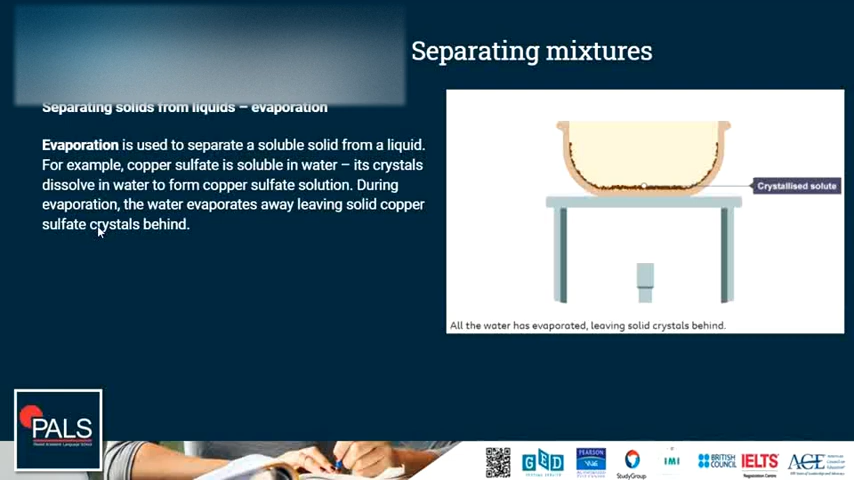 Separating mixtures
Separating solids from liquids – evaporation
Evaporation is used to separate a soluble solid from a liquid.
For example, copper sulfate is soluble in water – its crystals
dissolve in water to form copper sulfate solution. During
evaporation, the water evaporates away leaving solid copper
sulfate crystals behind.
Crystallised solute
All the water has evaporated, leaving solid crystals behind.
PALS
GED
PEARSON
StudyGroup
IMI
BRITISH
COUNCIL
IELTS
ACE